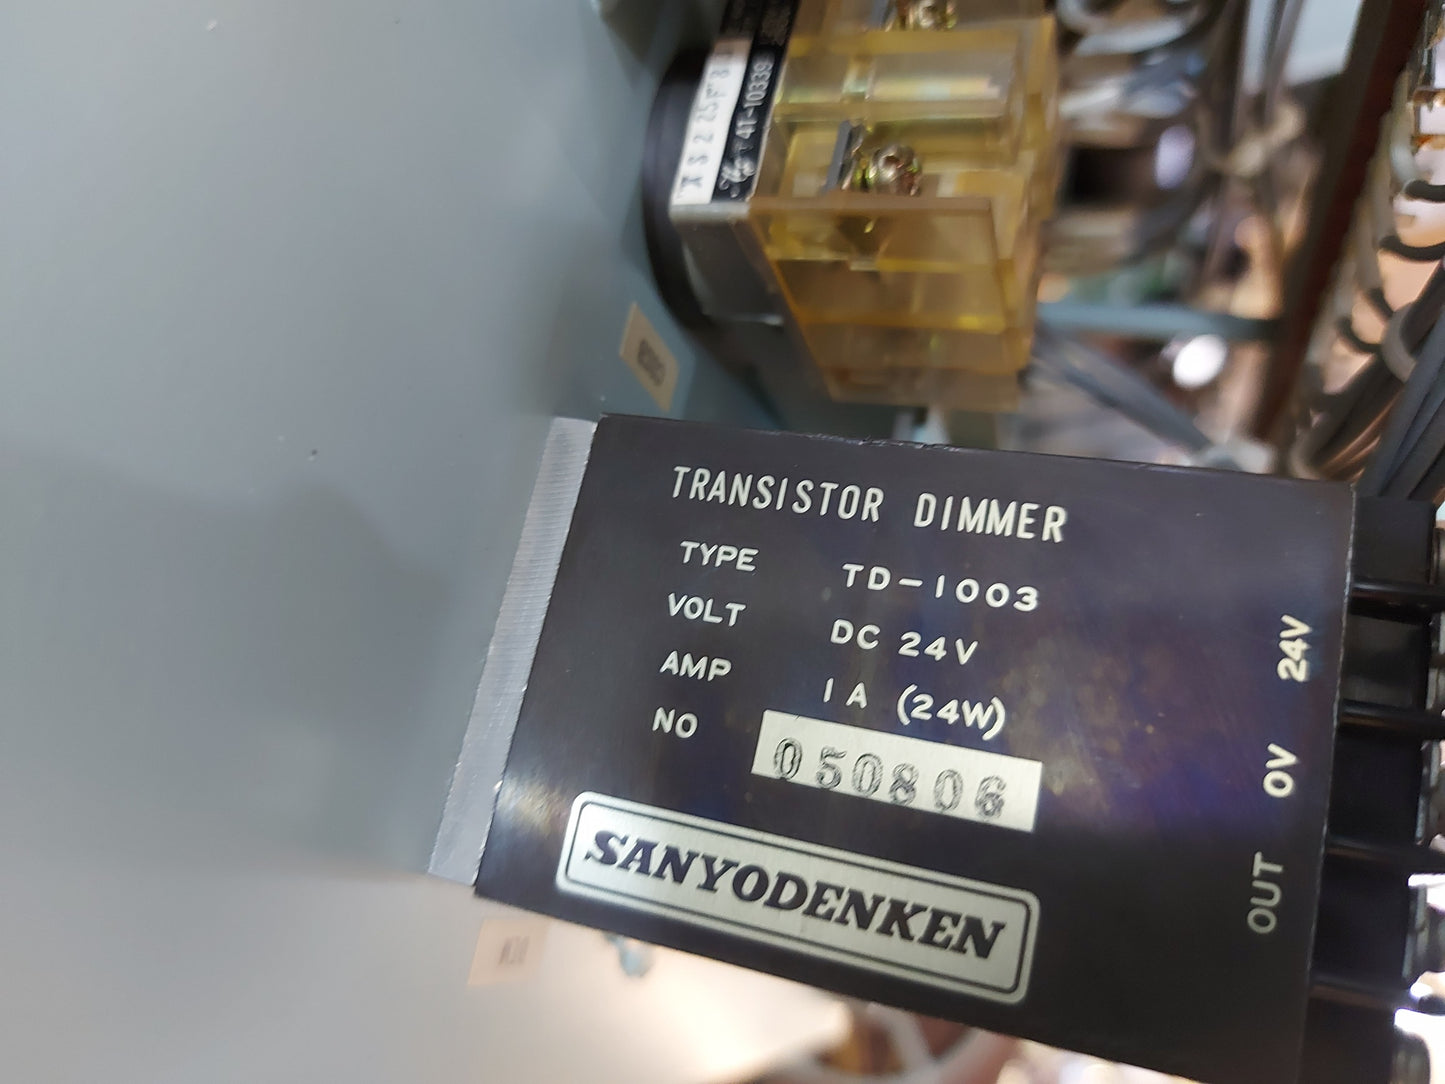 TRANSISTOR DIMMER
TYPE TD-1003
VOLT DC 24V
AMP 1A (24W)
NO 050806
SANYODENKEN
24V
0V
OUT